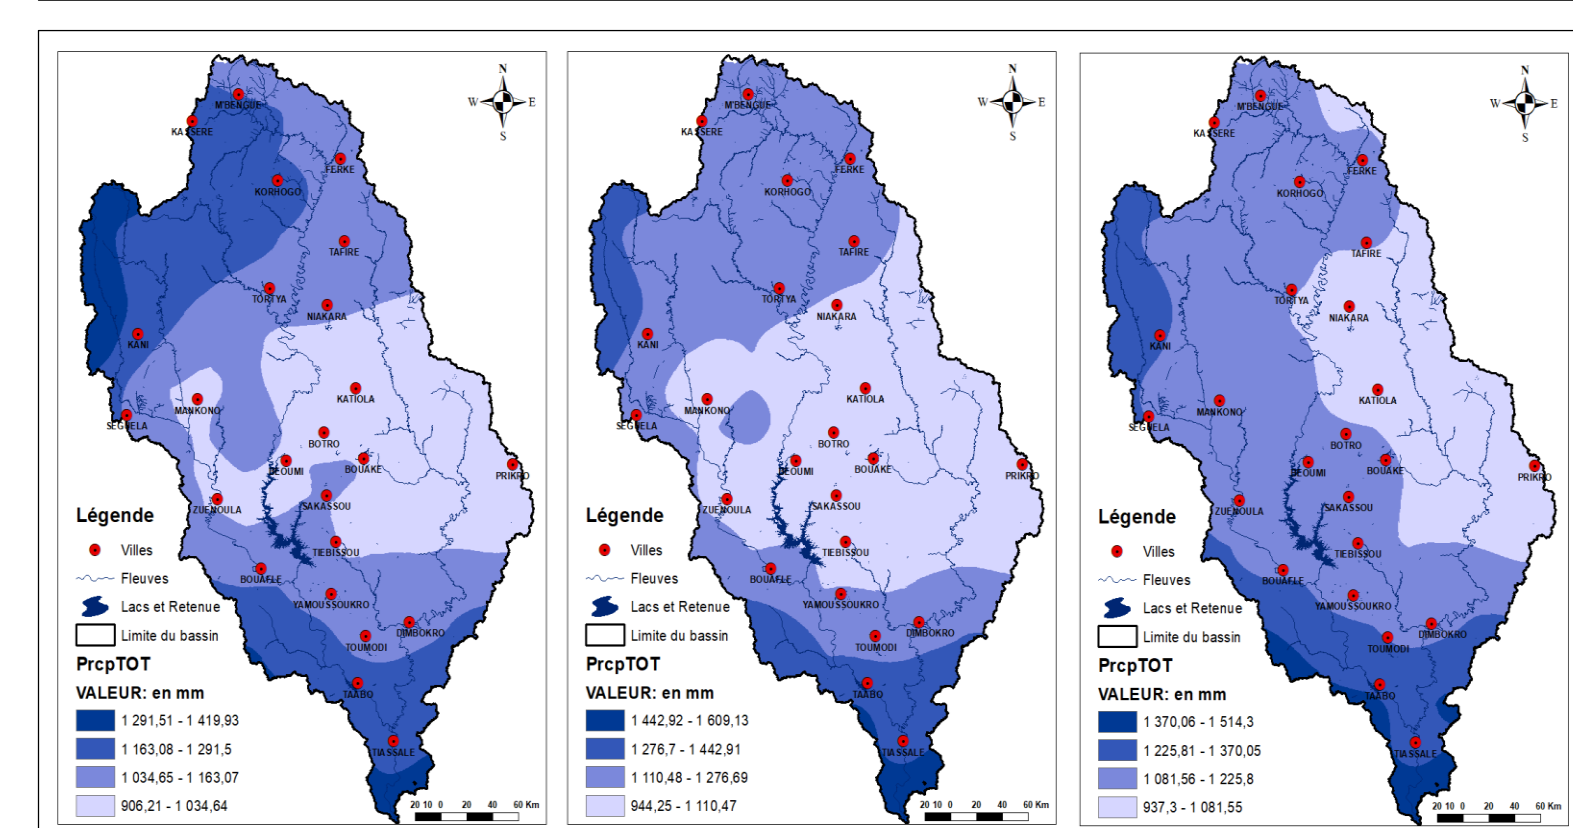 N
W E
S
M'BENGUE
KASSERE
FERKE
KORHOGO
TAFIRE
TORTYA
NIAKARA
KANI
KATIOLA
MANKONO
SEGUELA
BOTRO
BEOUMI
BOUAKE
PRIKRO
ZUENOULA
SAKASSOU
TIEBISSOU
BOUAFLE
YAMOUSSOUKRO
DIMBOKRO
TOUMODI
TAABO
TIASSALE
Légende
Villes
Fleuves
Lacs et Retenue
Limite du bassin
PrcpTOT
VALEUR: en mm
1 291,51 - 1 419,93
1 163,08 - 1 291,5
1 034,65 - 1 163,07
906,21 - 1 034,64
20 10 0 20 40 60 Km
N
W E
S
M'BENGUE
KASSERE
FERKE
KORHOGO
TAFIRE
TORTYA
NIAKARA
KANI
KATIOLA
MANKONO
SEGUELA
BOTRO
BEOUMI
BOUAKE
PRIKRO
ZUENOULA
SAKASSOU
TIEBISSOU
BOUAFLE
YAMOUSSOUKRO
DIMBOKRO
TOUMODI
TAABO
TIASSALE
Légende
Villes
Fleuves
Lacs et Retenue
Limite du bassin
PrcpTOT
VALEUR: en mm
1 442,92 - 1 609,13
1 276,7 - 1 442,91
1 110,48 - 1 276,69
944,25 - 1 110,47
20 10 0 20 40 60 Km
N
W E
S
M'BENGUE
KASSERE
FERKE
KORHOGO
TAFIRE
TORTYA
NIAKARA
KANI
KATIOLA
MANKONO
SEGUELA
BOTRO
BEOUMI
BOUAKE
PRIKRO
ZUENOULA
SAKASSOU
TIEBISSOU
BOUAFLE
YAMOUSSOUKRO
DIMBOKRO
TOUMODI
TAABO
TIASSALE
Légende
Villes
Fleuves
Lacs et Retenue
Limite du bassin
PrcpTOT
VALEUR: en mm
1 370,06 - 1 514,3
1 225,81 - 1 370,05
1 081,56 - 1 225,8
937,3 - 1 081,55
20 10 0 20 40 60 Km